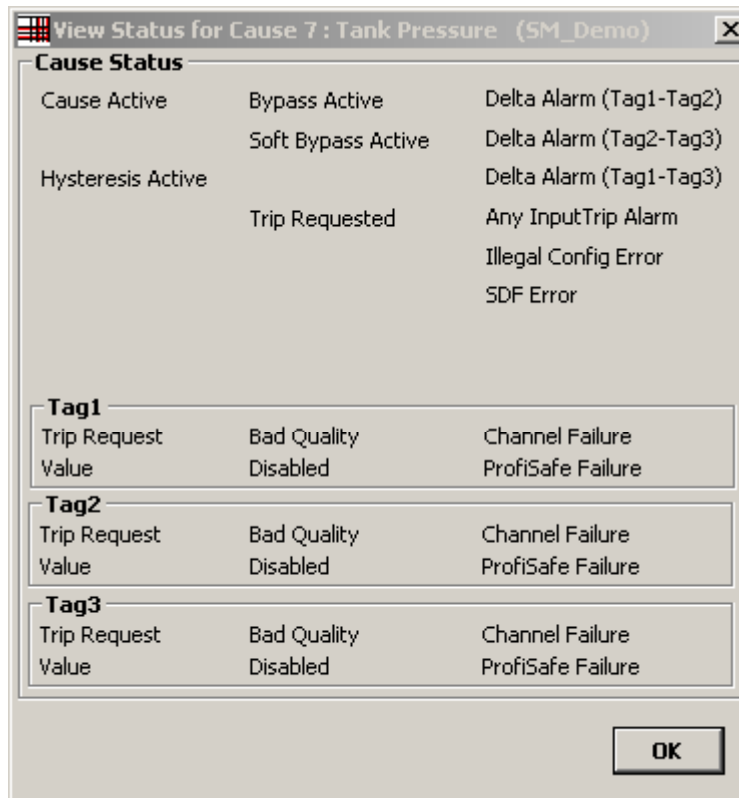 View Status for Cause 7 : Tank Pressure (SM_Demo)
Cause Status
Cause Active Bypass Active Delta Alarm (Tag1-Tag2)
Soft Bypass Active Delta Alarm (Tag2-Tag3)
Hysteresis Active Delta Alarm (Tag1-Tag3)
Trip Requested Any InputTrip Alarm
Illegal Config Error
SDF Error
Tag1
Trip Request Bad Quality Channel Failure
Value Disabled ProfiSafe Failure
Tag2
Trip Request Bad Quality Channel Failure
Value Disabled ProfiSafe Failure
Tag3
Trip Request Bad Quality Channel Failure
Value Disabled ProfiSafe Failure
OK